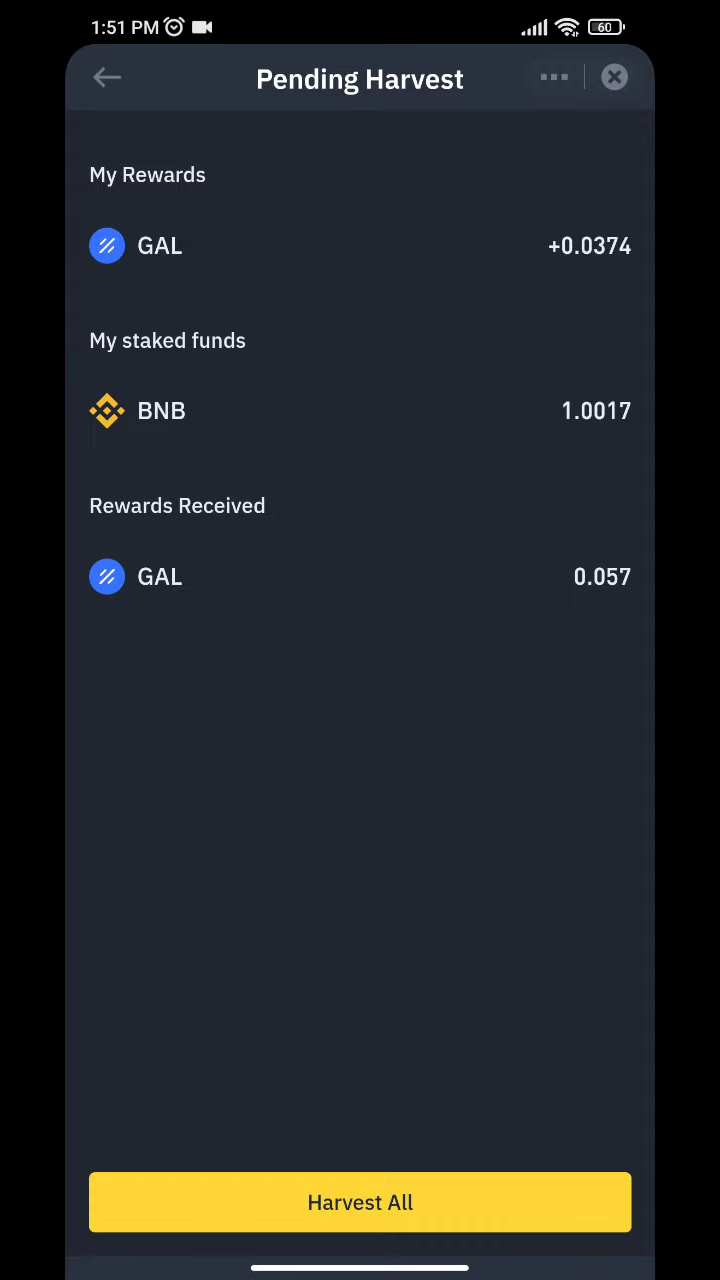 1:51 PM
60
Pending Harvest
My Rewards
GAL +0.0374
My staked funds
BNB 1.0017
Rewards Received
GAL 0.057
Harvest All